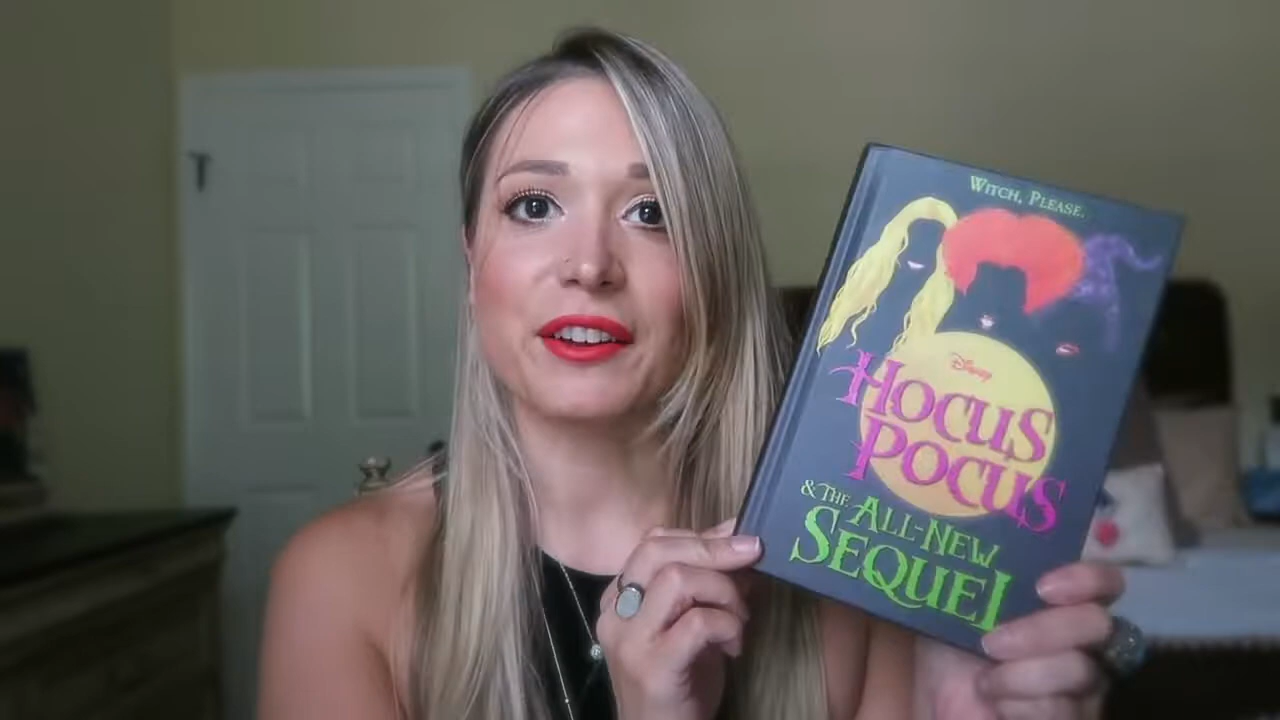 WITCH, PLEASE.
Disney
HOCUS
POCUS
& THE ALL-NEW
SEQUEL